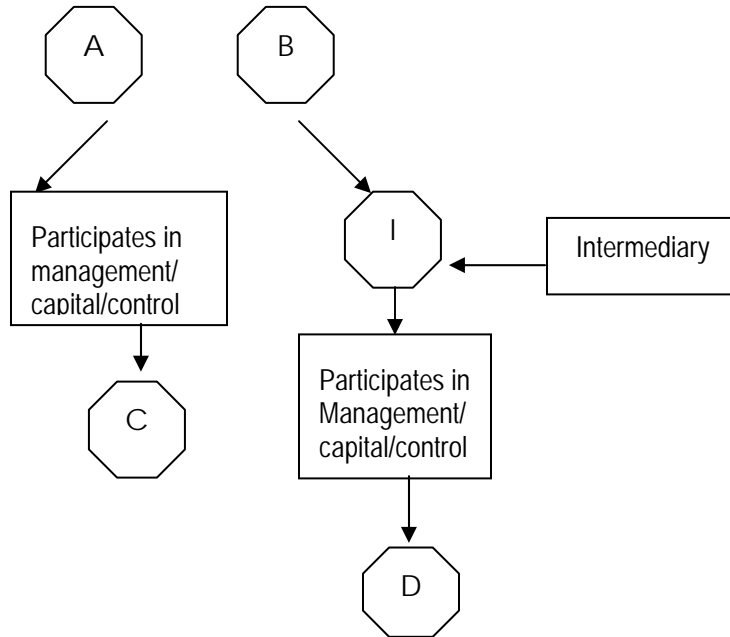 A
B
Participates in
management/
capital/control
I
Intermediary
Participates in
Management/
capital/control
C
D